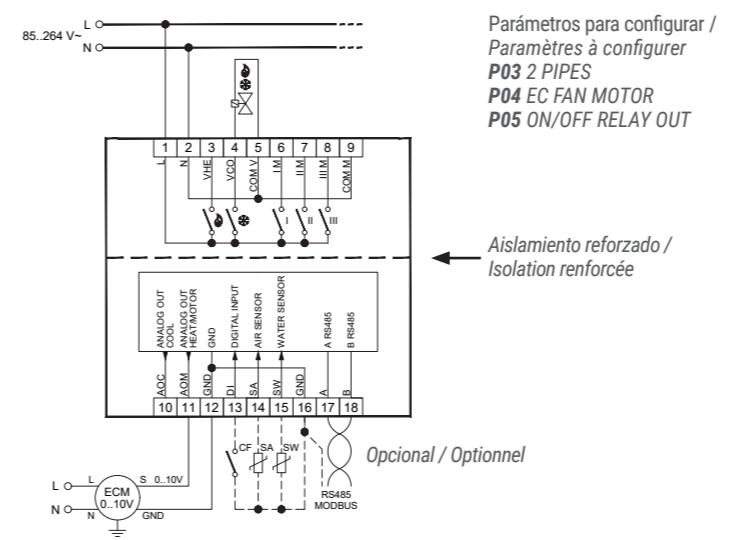 L
85..264 V~
N
Parámetros para configurar /
Paramètres à configurer
P03 2 PIPES
P04 EC FAN MOTOR
P05 ON/OFF RELAY OUT
1 2 3 4 5 6 7 8 9
L
N
VHE
VCO
COM V
I M
II M
III M
COM M
I
II
III
Aislamiento reforzado /
Isolation renforcée
ANALOG OUT
COOL
ANALOG OUT
HEAT/MOTOR
GND
DIGITAL INPUT
AIR SENSOR
WATER SENSOR
A RS485
B RS485
AOC
AOM
GND
DI
SA
SW
GND
A
B
10 11 12 13 14 15 16 17 18
CF
SA
SW
Opcional / Optionnel
L
L
S 0..10V
ECM
0..10V
N
N
GND
RS485
MODBUS